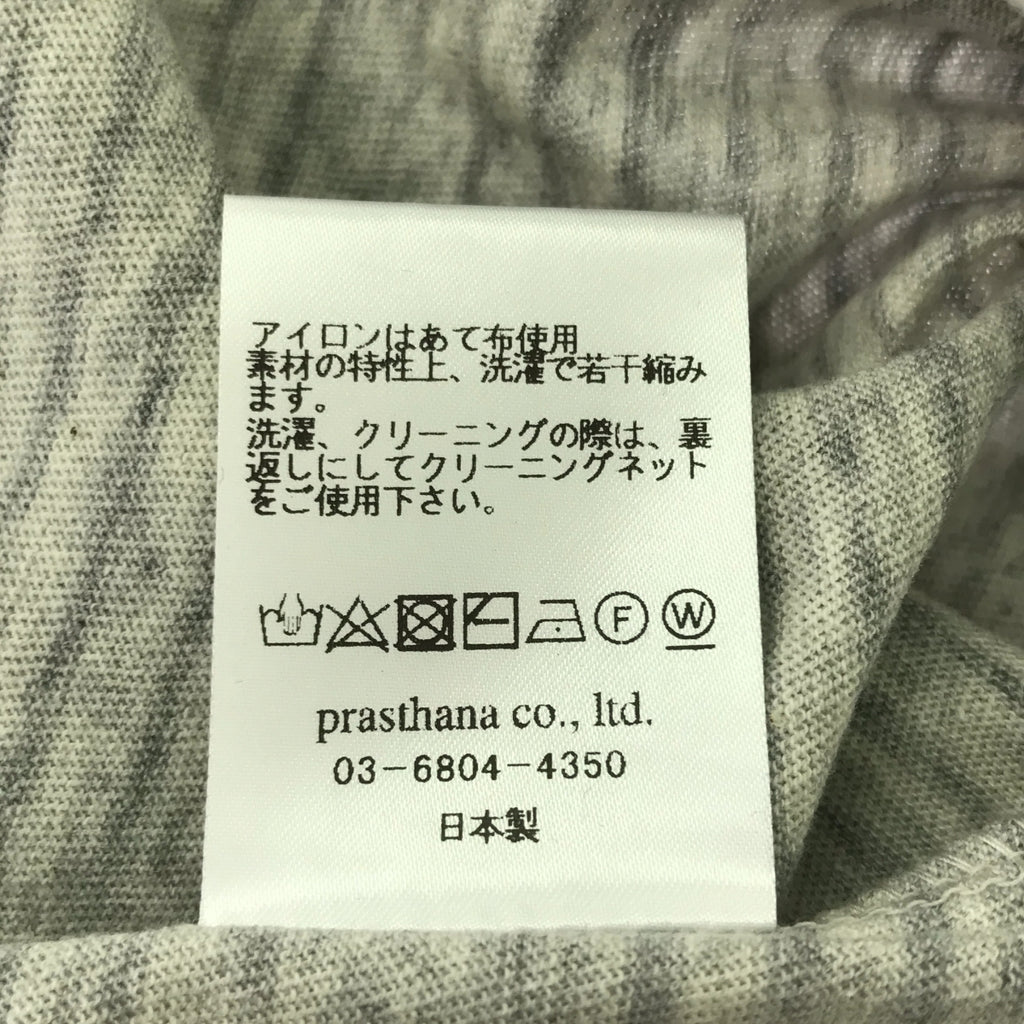 アイロンはあて布使用
素材の特性上、洗濯で若干縮み
ます。
洗濯、クリーニングの際は、裏
返しにしてクリーニングネット
をご使用下さい。
F W
prasthana co., ltd.
03-6804-4350
日本製